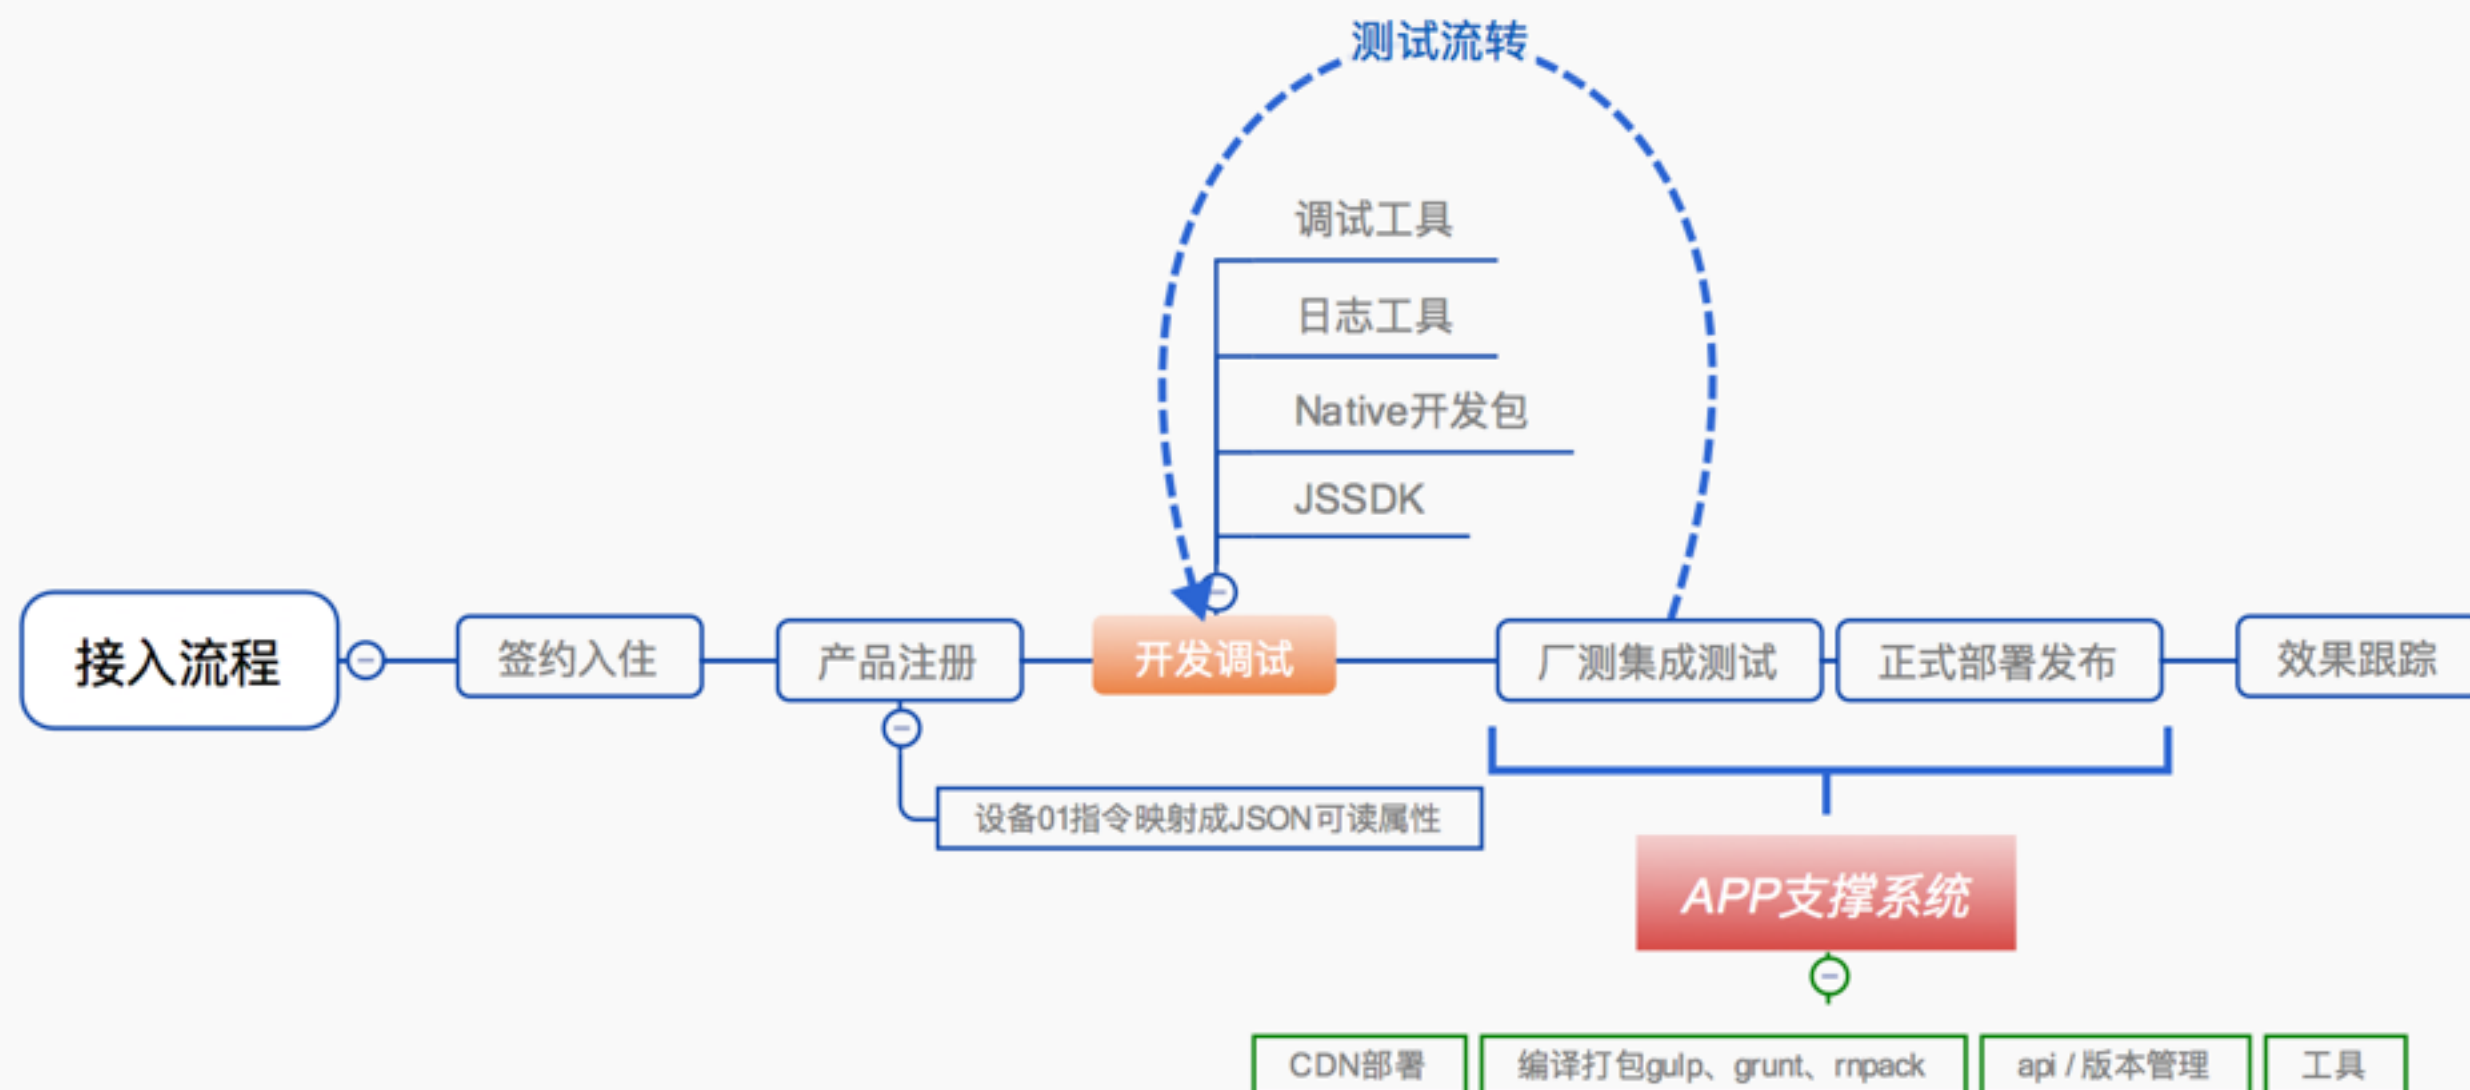 测试流转
调试工具
日志工具
Native开发包
JSSDK
接入流程
签约入住
产品注册
开发调试
厂测集成测试
正式部署发布
效果跟踪
设备01指令映射成JSON可读属性
APP支撑系统
CDN部署
编译打包gulp、grunt、rnpack
api / 版本管理
工具